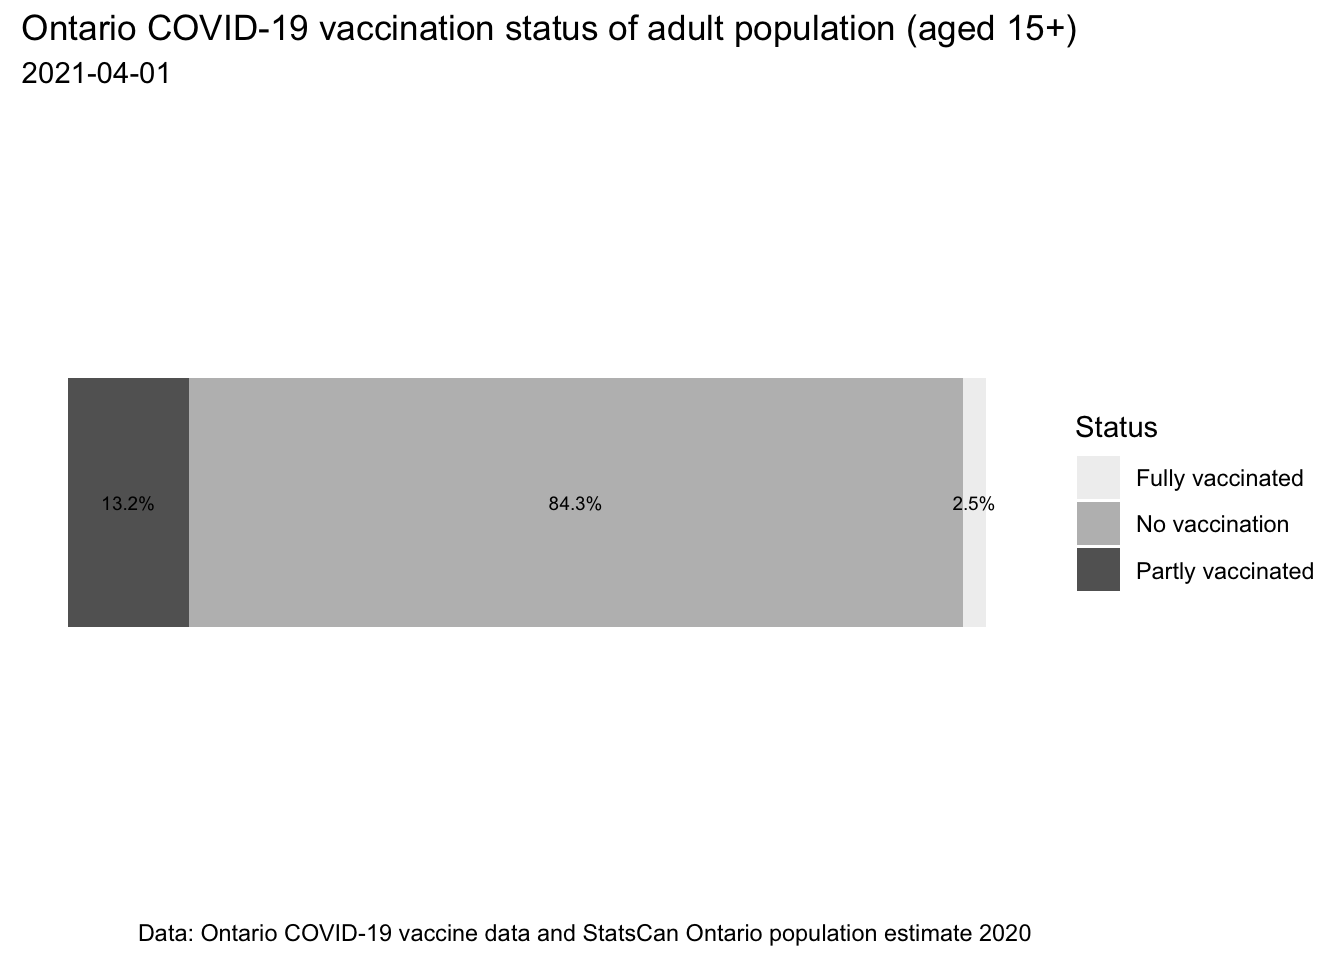 Ontario COVID-19 vaccination status of adult population (aged 15+)
2021-04-01
13.2%
84.3%
2.5%
Status
Fully vaccinated
No vaccination
Partly vaccinated
Data: Ontario COVID-19 vaccine data and StatsCan Ontario population estimate 2020